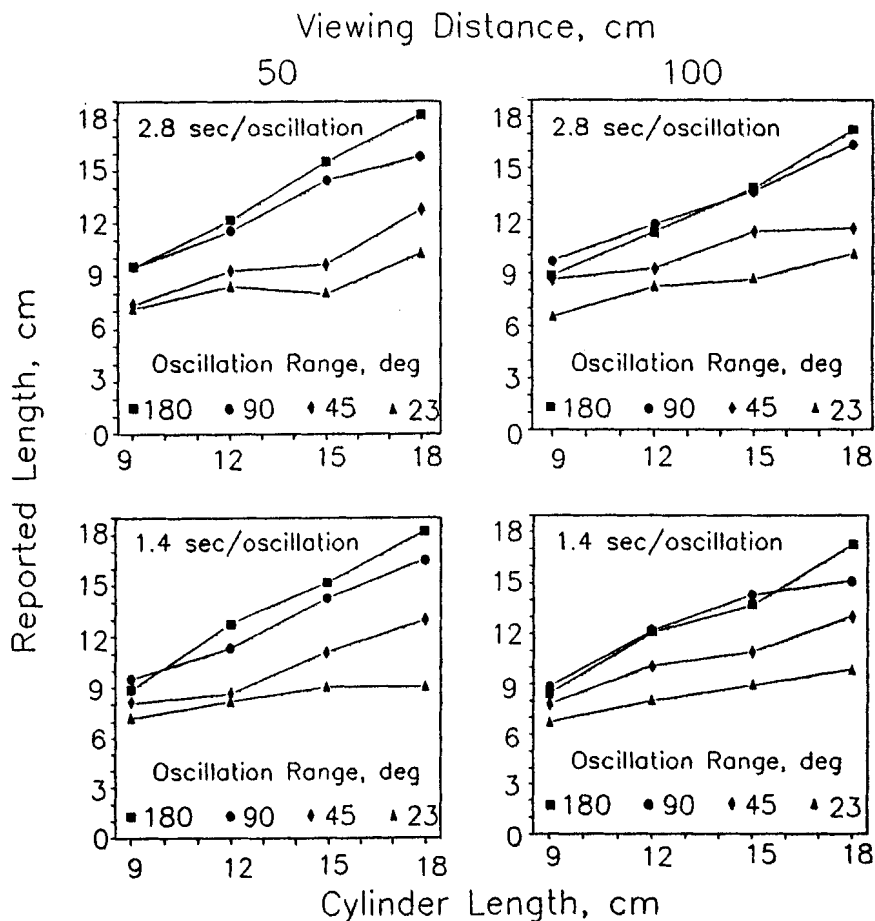 Viewing Distance, cm
50
100
2.8 sec/oscillation
18
15
12
9
6
3
0
Oscillation Range, deg
180 90 45 23
9 12 15 18
2.8 sec/oscillation
18
15
12
9
6
3
0
Oscillation Range, deg
180 90 45 23
9 12 15 18
1.4 sec/oscillation
18
15
12
9
6
3
0
Oscillation Range, deg
180 90 45 23
9 12 15 18
1.4 sec/oscillation
18
15
12
9
6
3
0
Oscillation Range, deg
180 90 45 23
9 12 15 18
Reported Length, cm
Cylinder Length, cm